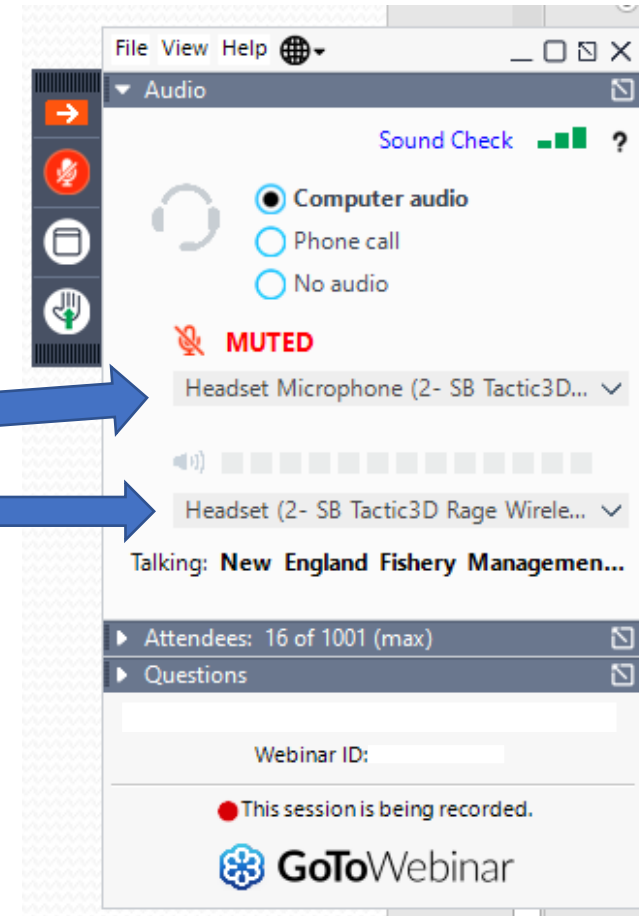 File View Help
Audio
Sound Check ?
Computer audio
Phone call
No audio
MUTED
Headset Microphone (2- SB Tactic3D...
Headset (2- SB Tactic3D Rage Wirele...
Talking: New England Fishery Managemen...
Attendees: 16 of 1001 (max)
Questions
Webinar ID:
This session is being recorded.
GoToWebinar